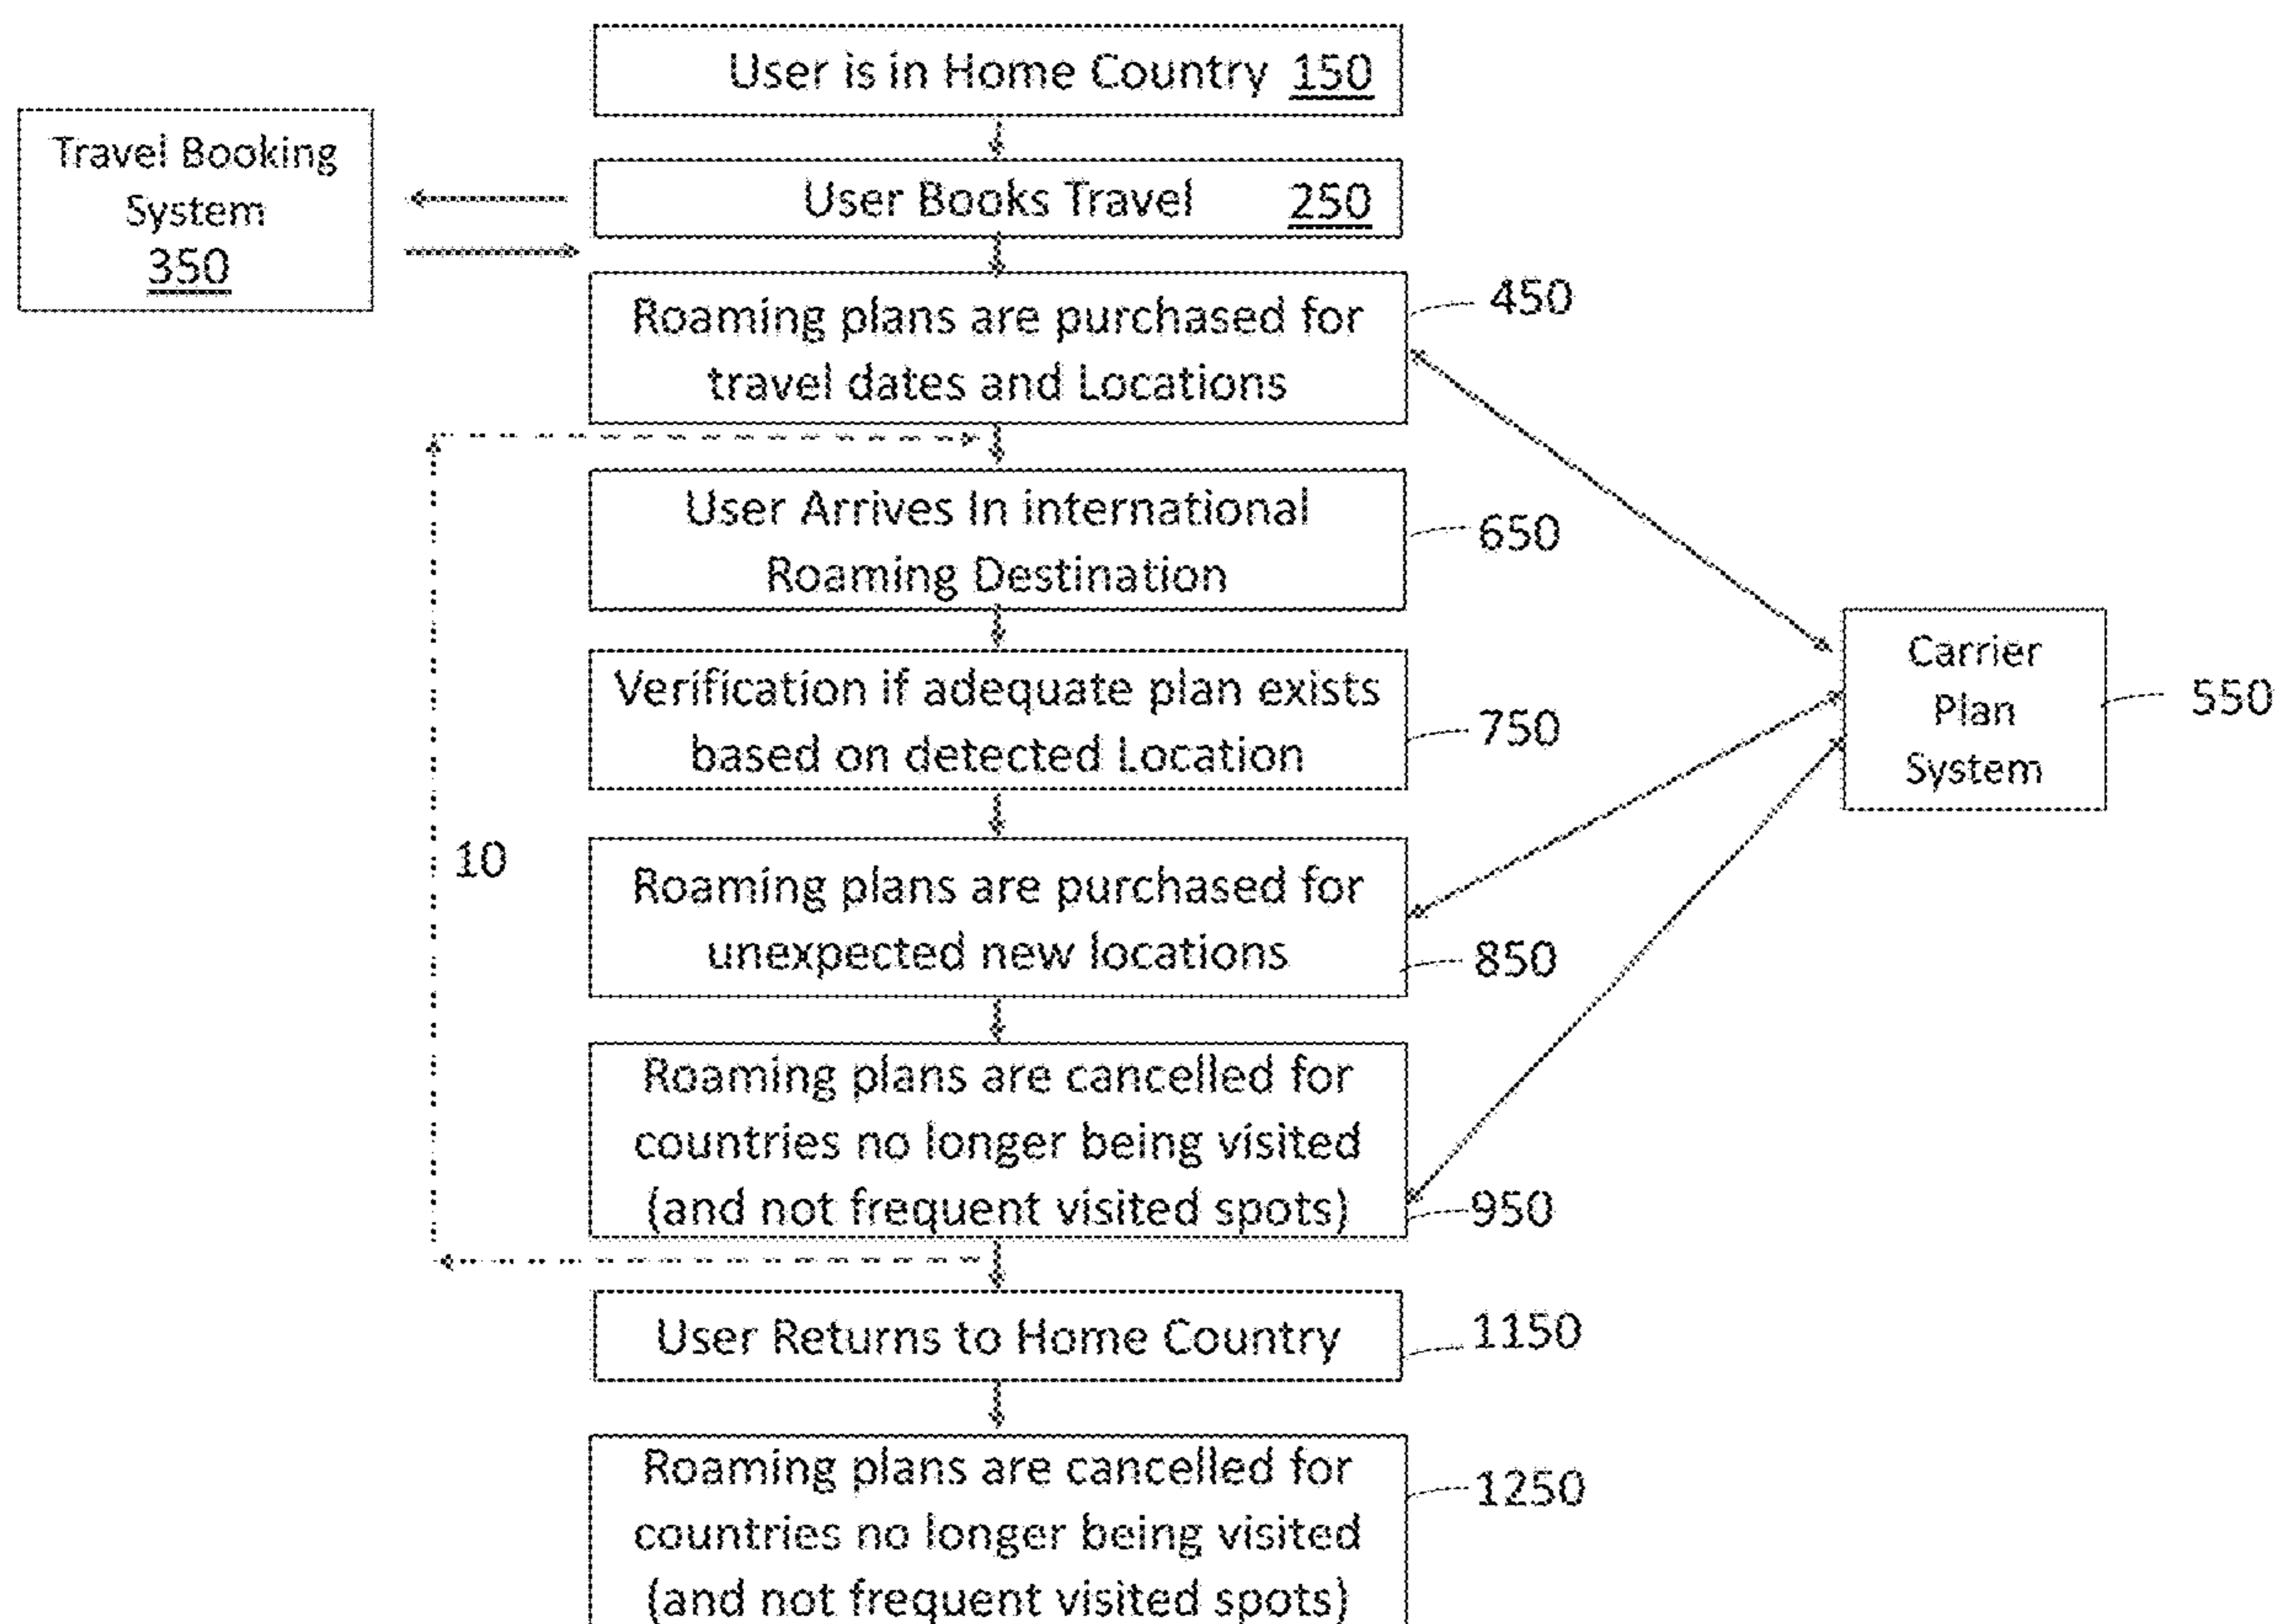 User is in Home Country 150
Travel Booking
System
350
User Books Travel 250
Roaming plans are purchased for
travel dates and Locations
450
User Arrives In international
Roaming Destination
650
Verification if adequate plan exists
based on detected Location
750
Carrier
Plan
System
550
10
Roaming plans are purchased for
unexpected new locations
850
Roaming plans are cancelled for
countries no longer being visited
(and not frequent visited spots)
950
User Returns to Home Country
1150
Roaming plans are cancelled for
countries no longer being visited
(and not frequent visited spots)
1250